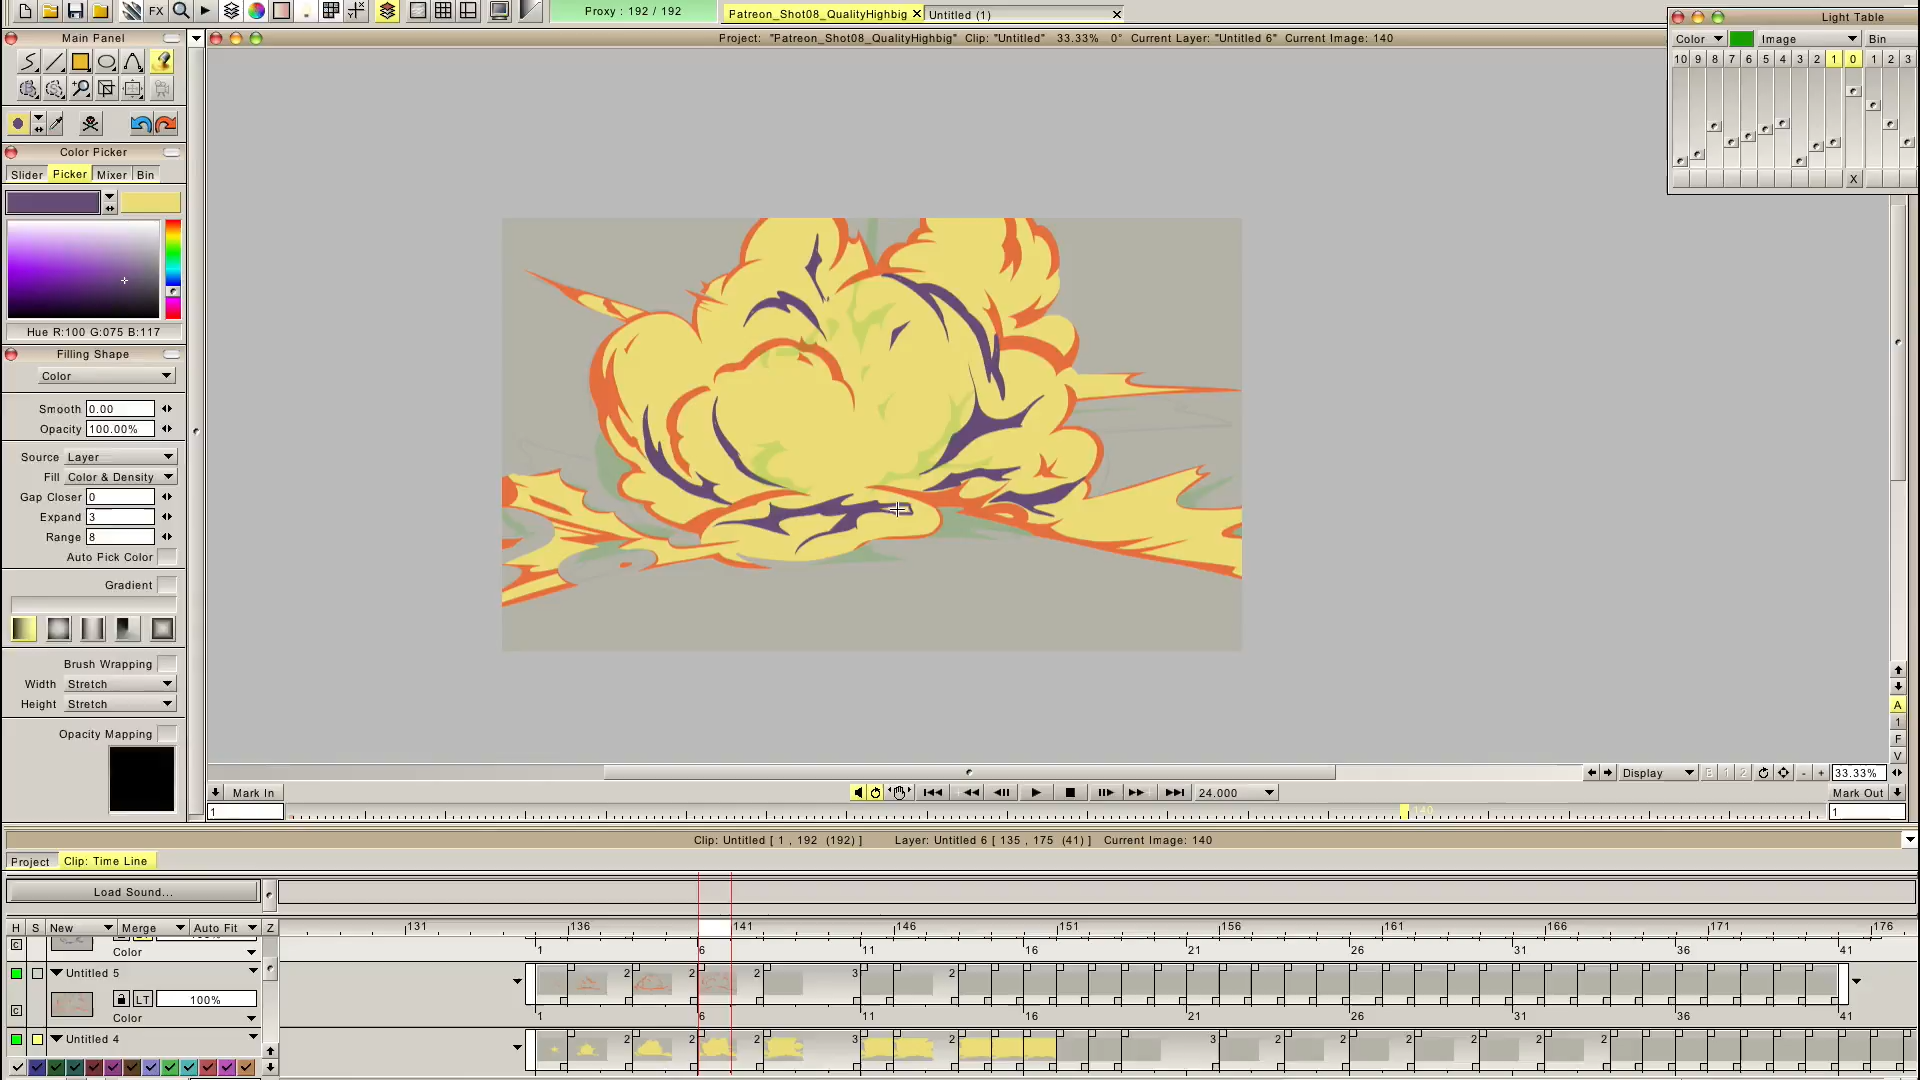 FX
Proxy : 192 / 192
Patreon_Shot08_QualityHighbig
Untitled (1)
Project: "Patreon_Shot08_QualityHighbig" Clip: "Untitled" 33.33% 0° Current Layer: "Untitled 6" Current Image: 140
Light Table
Color
Image
Bin
10 9 8 7 6 5 4 3 2 1 0 1 2 3
X
Main Panel
Color Picker
Slider Picker Mixer Bin
Hue R:100 G:075 B:117
Filling Shape
Color
Smooth 0.00
Opacity 100.00%
Source Layer
Fill Color & Density
Gap Closer 0
Expand 3
Range 8
Auto Pick Color
Gradient
Brush Wrapping
Width Stretch
Height Stretch
Opacity Mapping
A
1
F
V
Display
33.33%
Mark In
24.000
Mark Out
1
140
1
Clip: Untitled [ 1 , 192 (192) ] Layer: Untitled 6 [ 135 , 175 (41) ] Current Image: 140
Project
Clip: Time Line
Load Sound...
H S New Merge Auto Fit Z
131 136 141 146 151 156 161 166 171 176
Color
1 6 11 16 21 26 31 36 41
Untitled 5
2 2 2 3 2
LT 100%
Color
1 6 11 16 21 26 31 36 41
Untitled 4
2 2 2 3 2 3 2 2 2 2